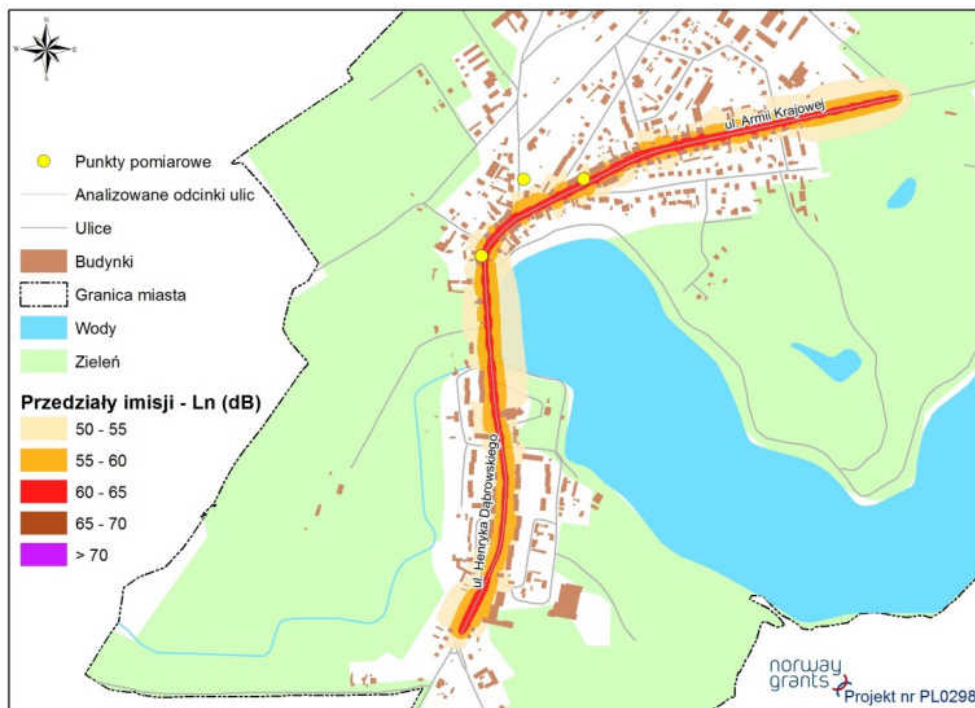 N
W
E
S
Punkty pomiarowe
Analizowane odcinki ulic
Ulice
Budynki
Granica miasta
Wody
Zieleń
Przedziały imisji - Ln (dB)
50 - 55
55 - 60
60 - 65
65 - 70
> 70
ul. Armii Krajowej
ul. Henryka Dąbrowskiego
norway
grants
Projekt nr PL0298